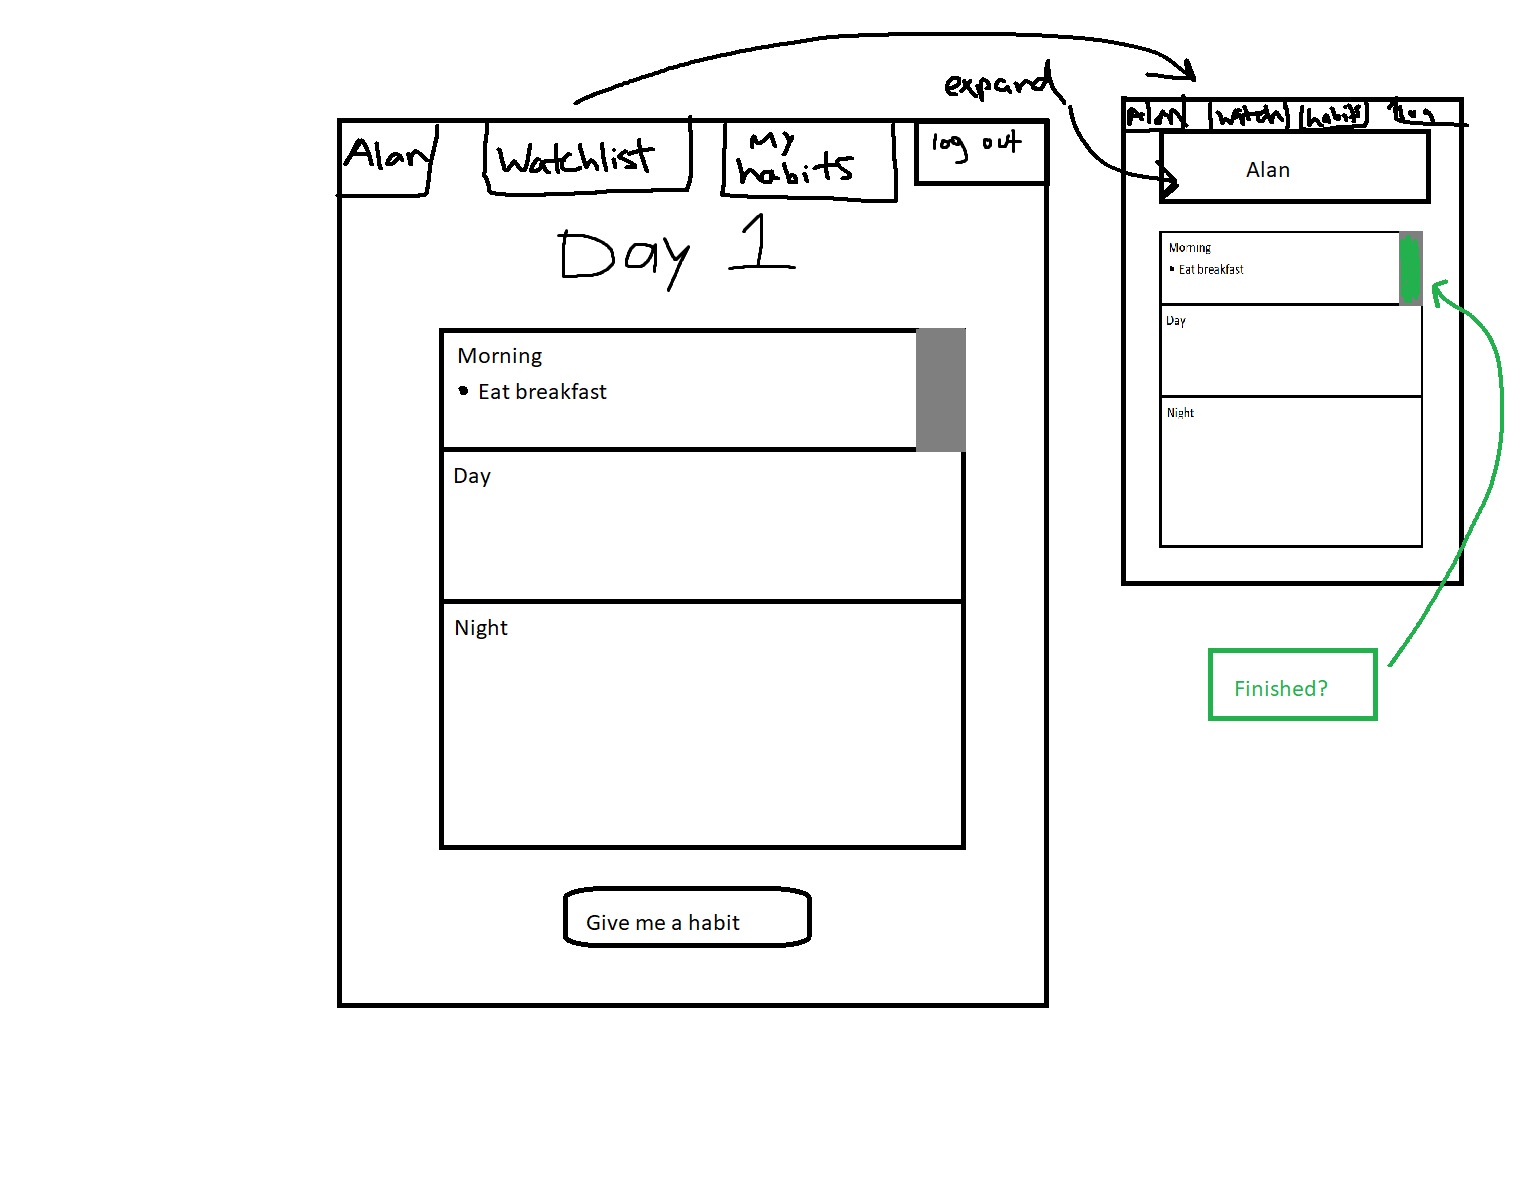 expand
Alan
Watchlist
My
habits
log out
Day 1
Morning
• Eat breakfast
Day
Night
Give me a habit
Alan
watch
habits
log
Alan
Morning
• Eat breakfast
Day
Night
Finished?